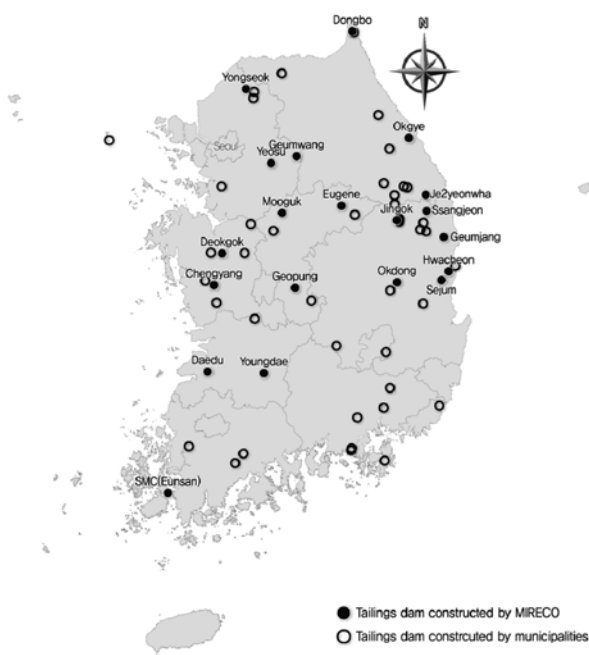 Dongbo
N
Yongseok
Okgye
Seoul
Geumwang
Yeosu
Je2yeonwha
Eugene
Mooguk
Ssangjeon
Jingok
Geumjang
Deokgok
Hwacheon
Chengyang
Geopung
Okdong
Sejum
Daedu
Youngdae
SMC(Eunsan)
Tailings dam constructed by MIRECO
Tailings dam constrcuted by municipalities